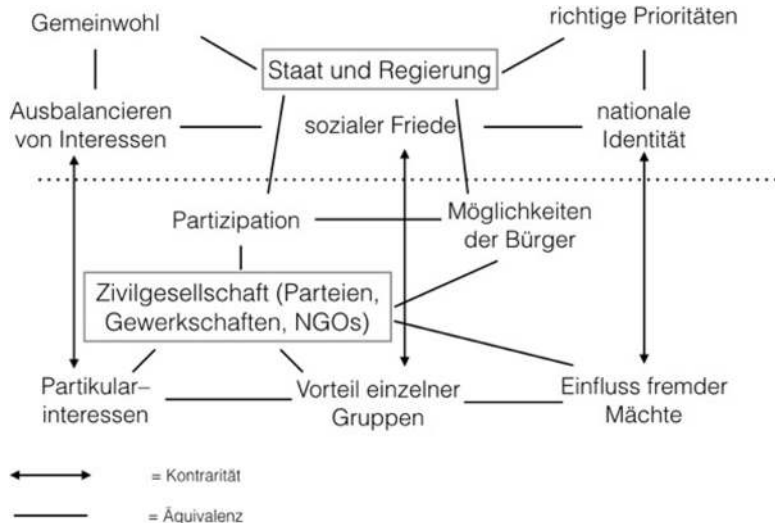 Gemeinwohl
richtige Prioritäten
Staat und Regierung
Ausbalancieren
von Interessen
sozialer Friede
nationale
Identität
Partizipation
Möglichkeiten
der Bürger
Zivilgesellschaft (Parteien,
Gewerkschaften, NGOs)
Partikular–
interessen
Vorteil einzelner
Gruppen
Einfluss fremder
Mächte
= Kontrarität
= Äquivalenz